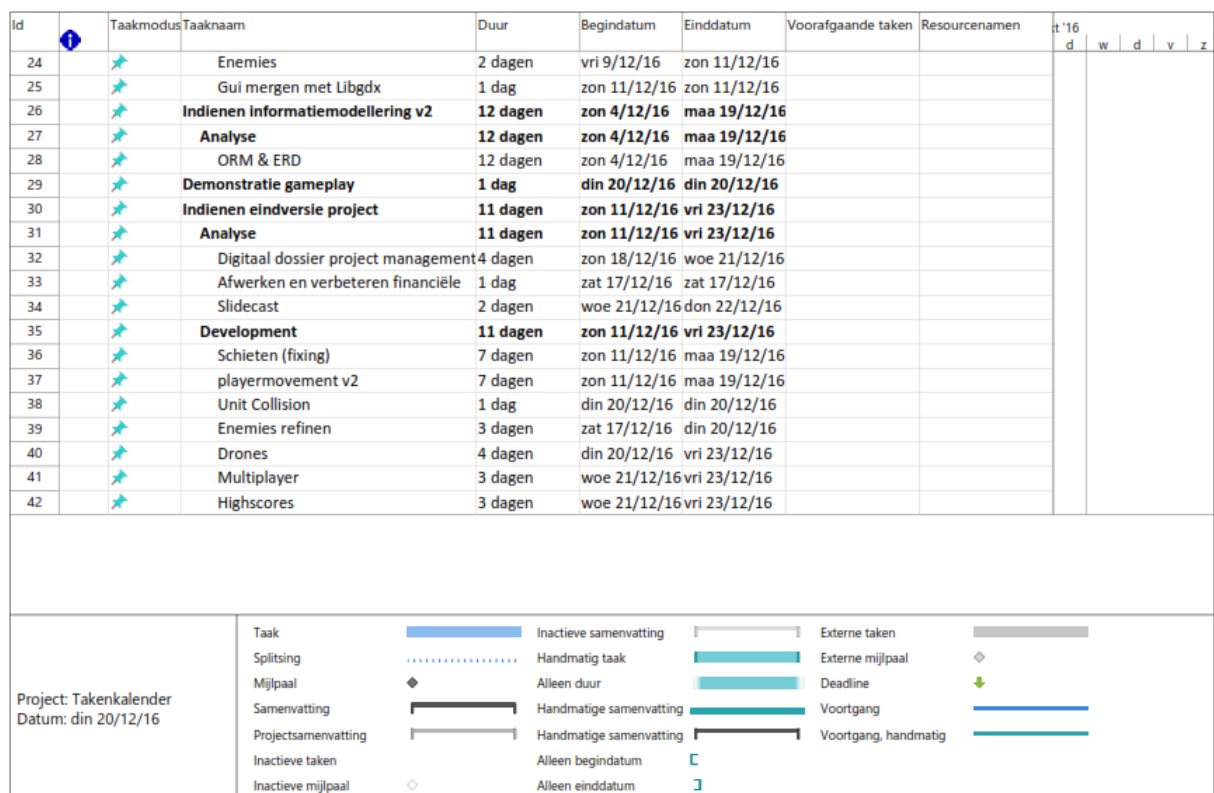 Id Taakmodus Taaknaam Duur Begindatum Einddatum Voorafgaande taken Resourcenamen kt '16
d w d v z
24 Enemies 2 dagen vri 9/12/16 zon 11/12/16
25 Gui mergen met Libgdx 1 dag zon 11/12/16 zon 11/12/16
26 Indienen informatiemodellering v2 12 dagen zon 4/12/16 maa 19/12/16
27 Analyse 12 dagen zon 4/12/16 maa 19/12/16
28 ORM & ERD 12 dagen zon 4/12/16 maa 19/12/16
29 Demonstratie gameplay 1 dag din 20/12/16 din 20/12/16
30 Indienen eindversie project 11 dagen zon 11/12/16 vri 23/12/16
31 Analyse 11 dagen zon 11/12/16 vri 23/12/16
32 Digitaal dossier project management 4 dagen zon 18/12/16 woe 21/12/16
33 Afwerken en verbeteren financiële 1 dag zat 17/12/16 zat 17/12/16
34 Slidecast 2 dagen woe 21/12/16 don 22/12/16
35 Development 11 dagen zon 11/12/16 vri 23/12/16
36 Schieten (fixing) 7 dagen zon 11/12/16 maa 19/12/16
37 playermovement v2 7 dagen zon 11/12/16 maa 19/12/16
38 Unit Collision 1 dag din 20/12/16 din 20/12/16
39 Enemies refinen 3 dagen zat 17/12/16 din 20/12/16
40 Drones 4 dagen din 20/12/16 vri 23/12/16
41 Multiplayer 3 dagen woe 21/12/16 vri 23/12/16
42 Highscores 3 dagen woe 21/12/16 vri 23/12/16
Project: Takenkalender
Datum: din 20/12/16
Taak
Splitsing
Mijlpaal
Samenvatting
Projectsamenvatting
Inactieve taken
Inactieve mijlpaal
Inactieve samenvatting
Handmatig taak
Alleen duur
Handmatige samenvatting
Handmatige samenvatting
Alleen begindatum
Alleen einddatum
Externe taken
Externe mijlpaal
Deadline
Voortgang
Voortgang, handmatig